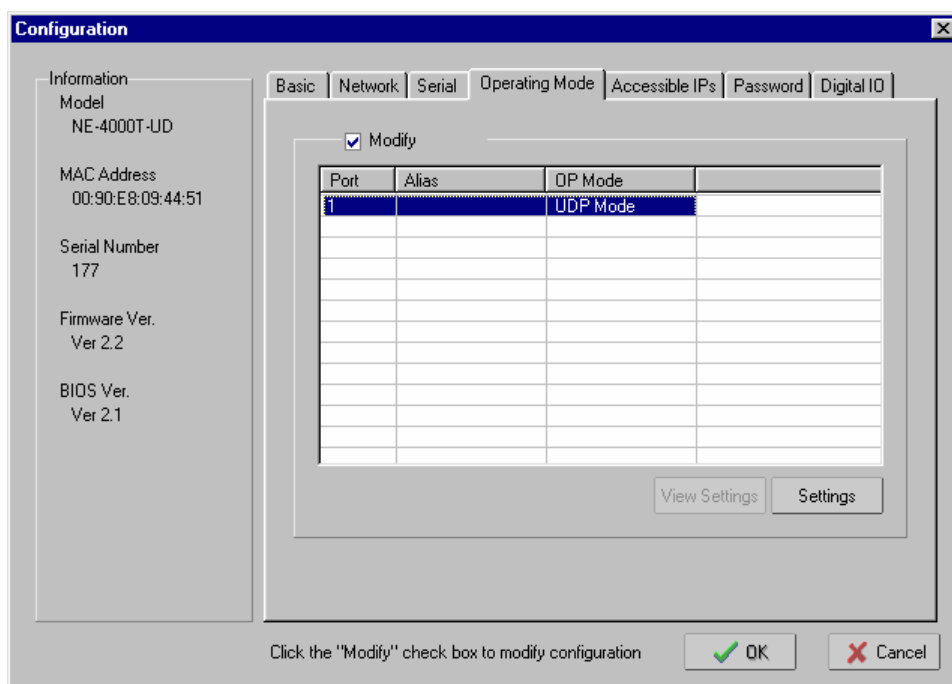 Configuration
Information
Model
NE-4000T-UD
MAC Address
00:90:E8:09:44:51
Serial Number
177
Firmware Ver.
Ver 2.2
BIOS Ver.
Ver 2.1
Basic Network Serial Operating Mode Accessible IPs Password Digital IO
Modify
Port Alias OP Mode
1 UDP Mode
View Settings Settings
Click the "Modify" check box to modify configuration
OK Cancel